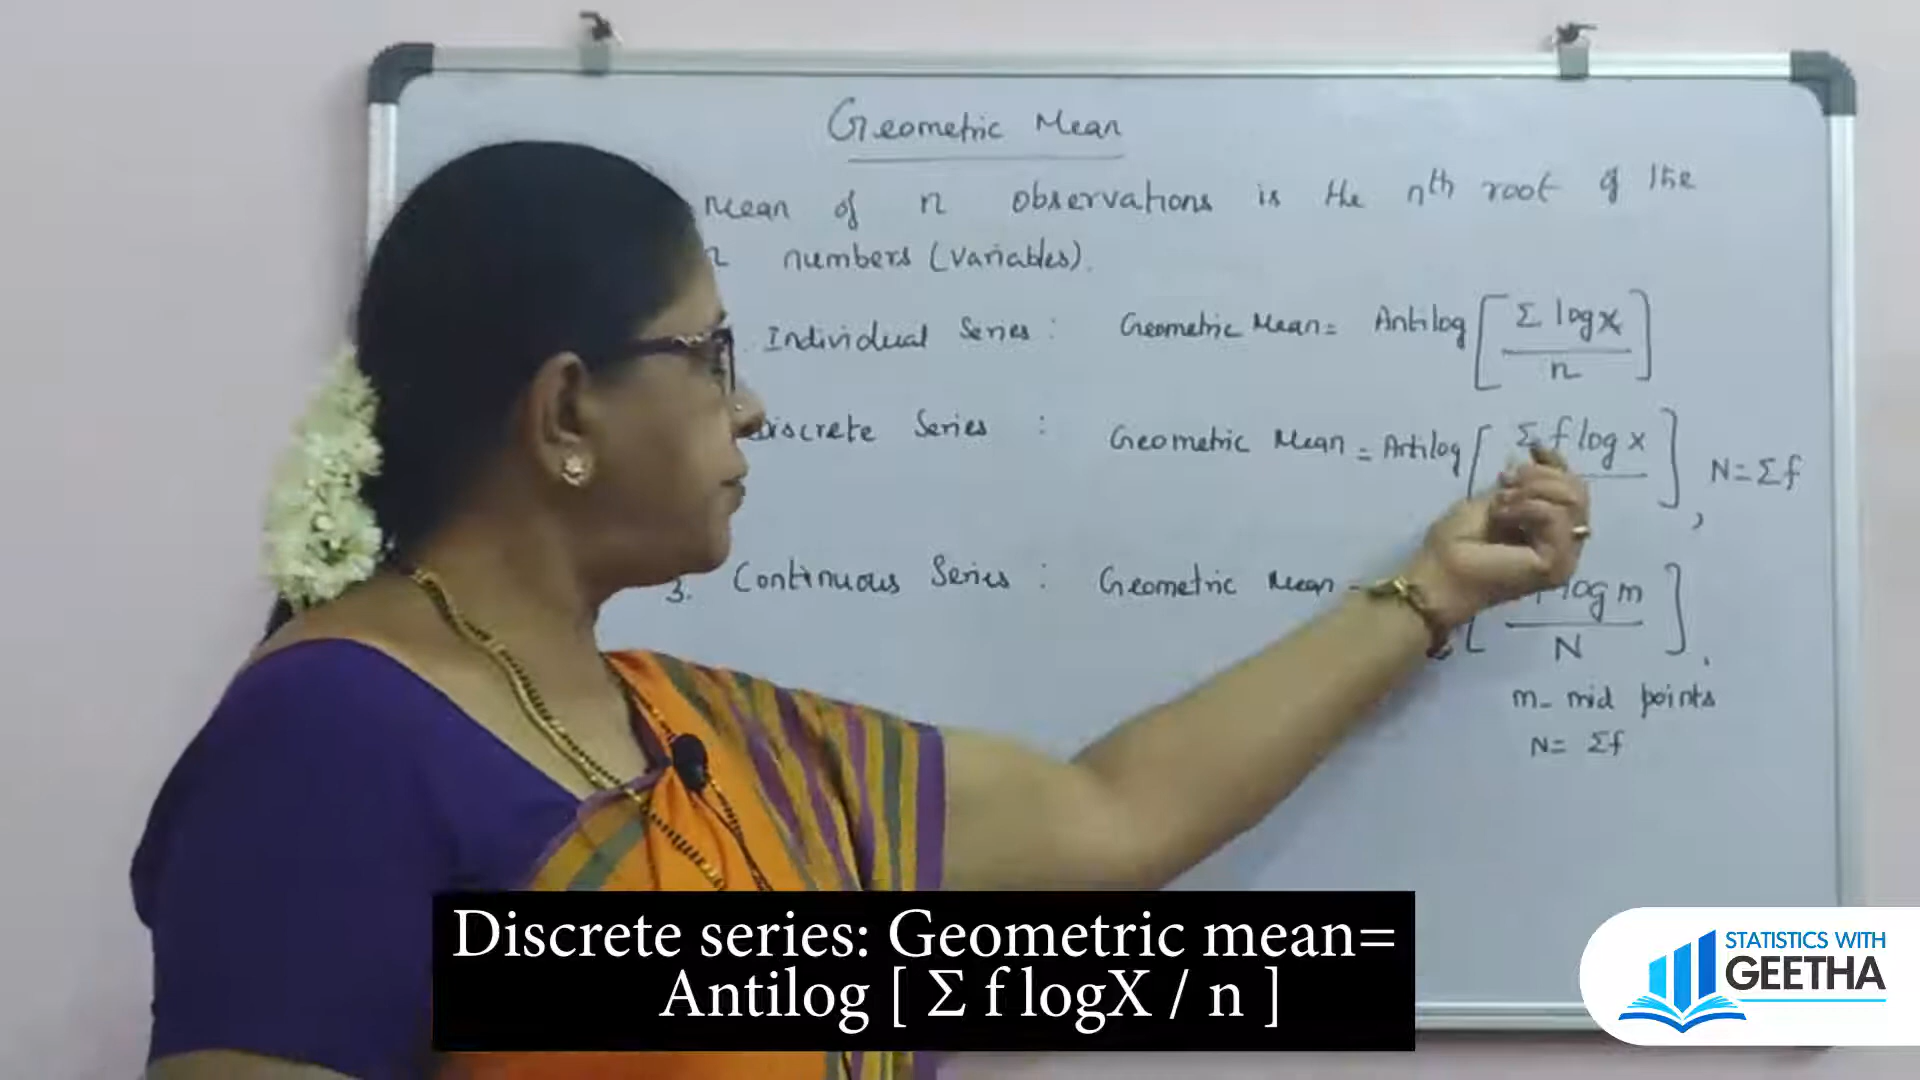 Geometric Mean
Mean of n observations is the nth root of the
numbers (variables).
Individual Series : Geometric Mean = Antilog [ Σ log x / n ]
Discrete Series : Geometric Mean = Antilog [ Σ f log x ] , N = Σf
3. Continuous Series : Geometric Mean = [ log m / N ] .
m - mid points
N = Σf
Discrete series: Geometric mean=
Antilog [ Σ f logX / n ]
STATISTICS WITH
GEETHA